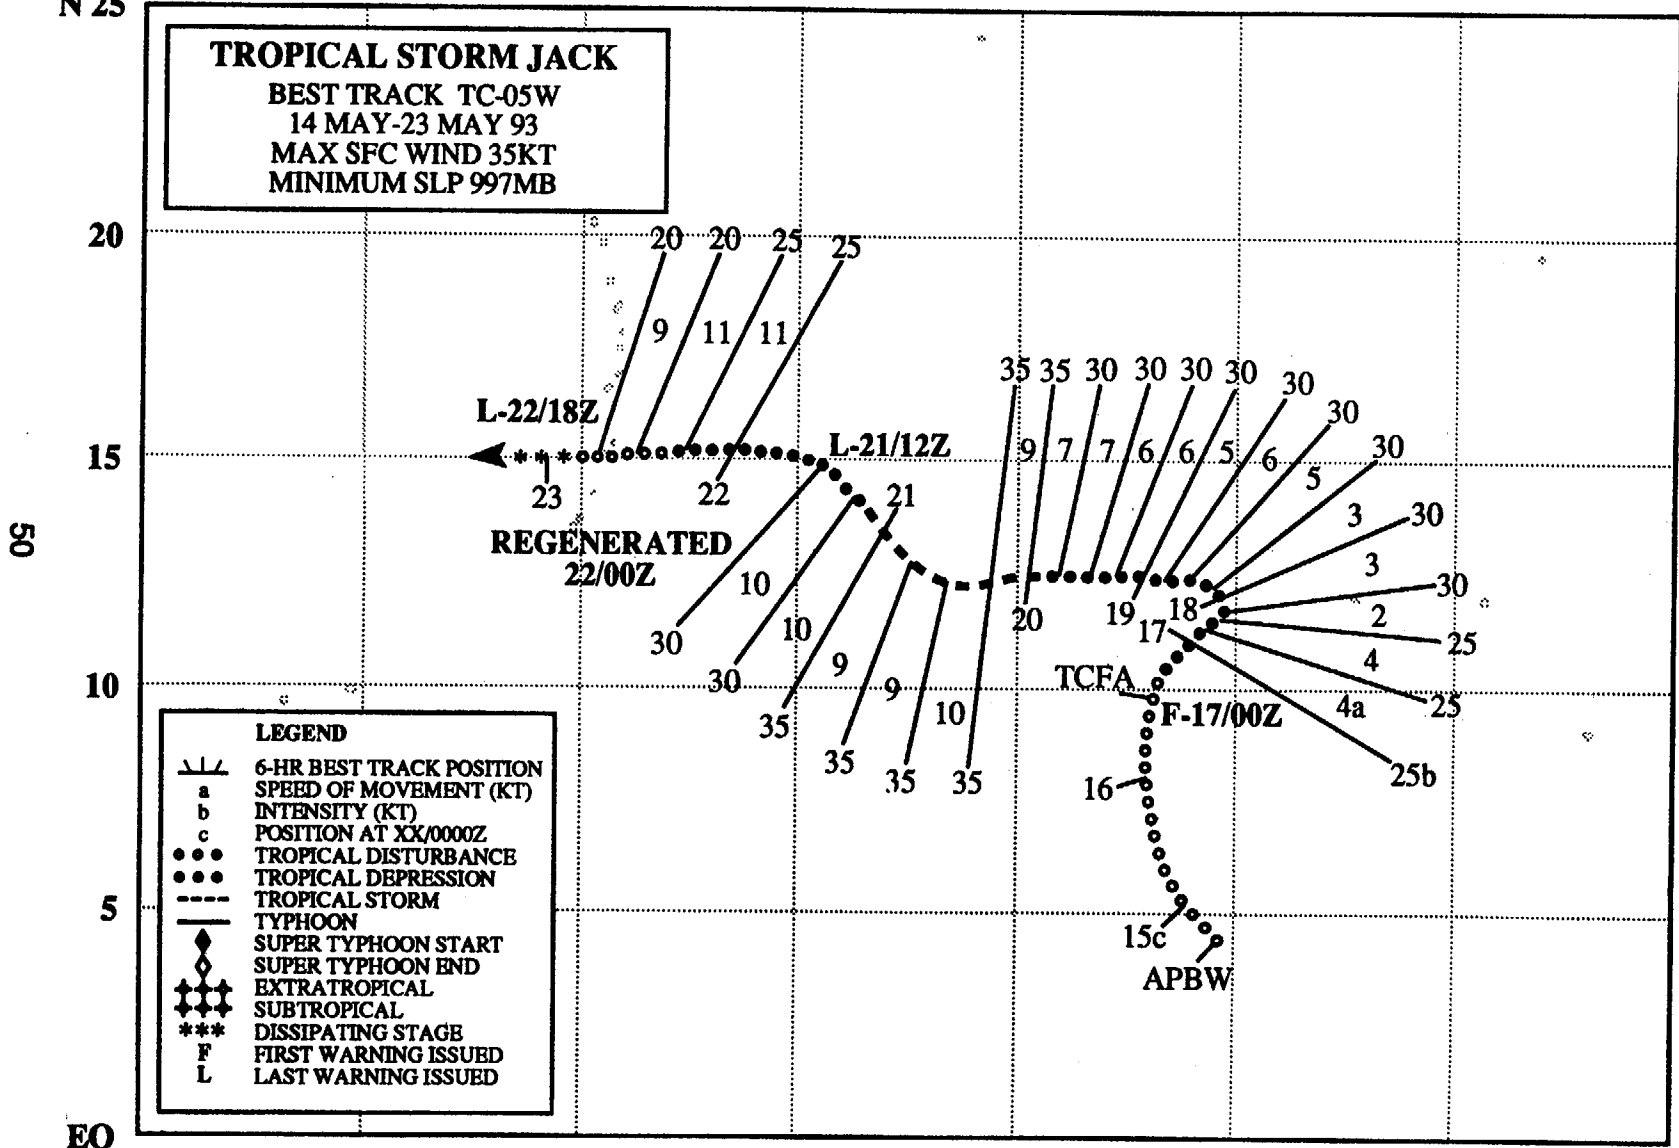 N 25
TROPICAL STORM JACK
BEST TRACK TC-05W
14 MAY-23 MAY 93
MAX SFC WIND 35KT
MINIMUM SLP 997MB
20
20 20 25 25
9 11 11
35 35 30 30 30 30 30
30
30
9 7 7 6 6 5 6
5
L-22/18Z
15
L-21/12Z
23
22
21
3 30
REGENERATED
22/00Z
3
30
10
2
25
20 19 18
17
30
10
9
9
10
4
25
30
35
35
35
35
10
TCFA
F-17/00Z
4a
25b
16
5
15c
APBW
50
LEGEND
6-HR BEST TRACK POSITION
a SPEED OF MOVEMENT (KT)
b INTENSITY (KT)
c POSITION AT XX/0000Z
TROPICAL DISTURBANCE
TROPICAL DEPRESSION
TROPICAL STORM
TYPHOON
SUPER TYPHOON START
SUPER TYPHOON END
EXTRATROPICAL
SUBTROPICAL
*** DISSIPATING STAGE
F FIRST WARNING ISSUED
L LAST WARNING ISSUED
EQ